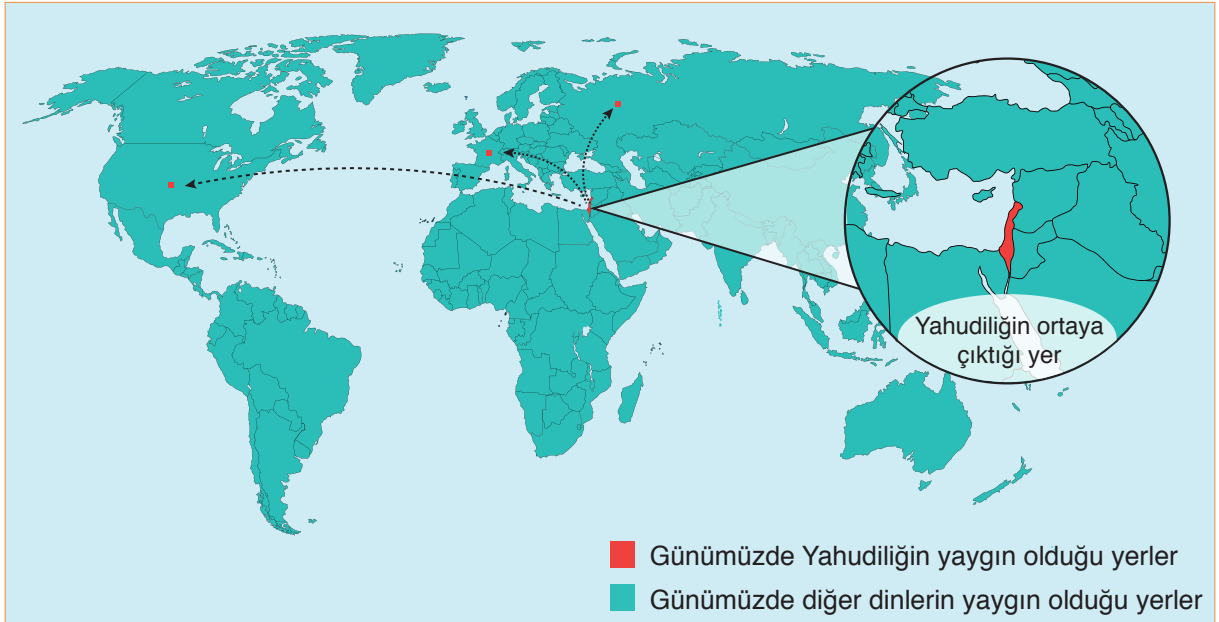 Yahudiliğin ortaya
çıktığı yer
Günümüzde Yahudiliğin yaygın olduğu yerler
Günümüzde diğer dinlerin yaygın olduğu yerler